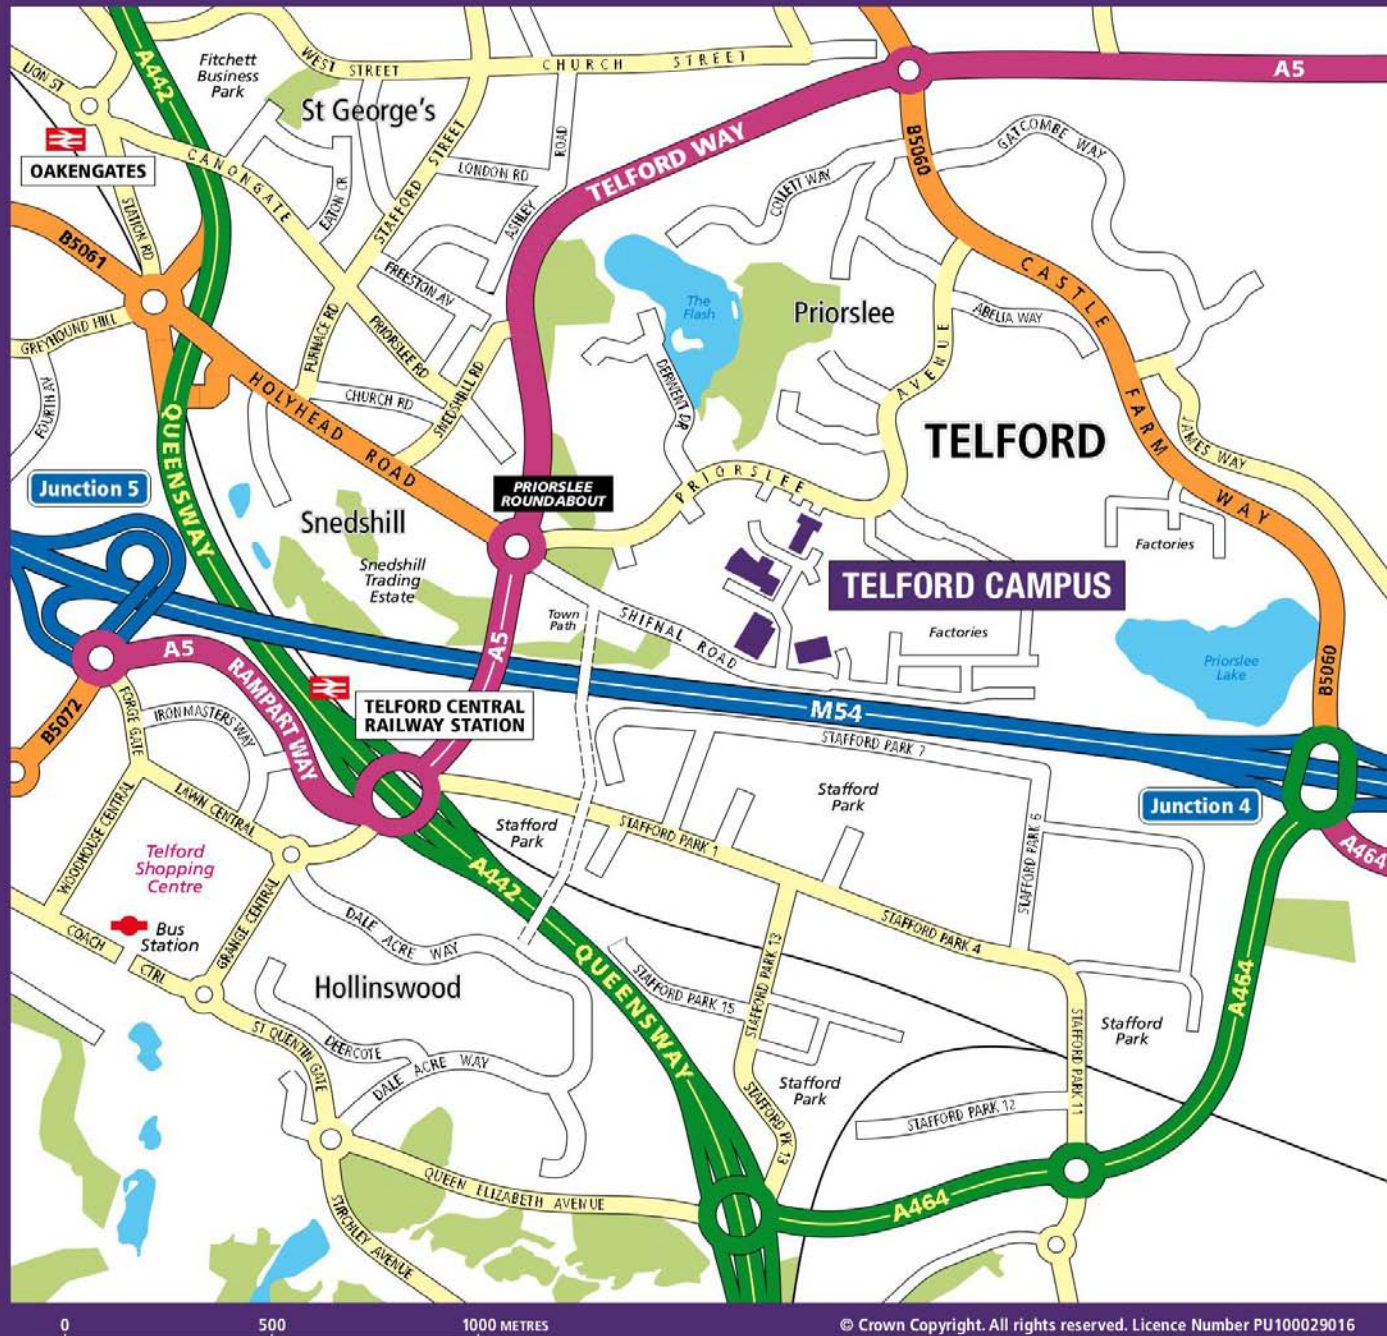 A442
LION ST
Fitchett
Business
Park
WEST STREET
CHURCH STREET
A5
St George's
OAKENGATES
CANONGATE
STAFFORD STREET
LONDON RD
ASHLEY ROAD
TELFORD WAY
B5060
GATCOMBE WAY
COLLETT WAY
EATON CR
STATION RD
B5061
FREESTON AV
The
Flash
Priorslee
CASTLE FARM WAY
ABELIA WAY
GREYHOUND HILL
FURNACE RD
PRIORSLEE RD
CHURCH RD
SNEDSHILL RD
DERWENT DR
PRIORSLEE AVENUE
FOURTH AV
HOLYHEAD ROAD
QUEENSWAY
TELFORD
JAMES WAY
Junction 5
PRIORSLEE
ROUNDABOUT
Snedshill
Snedshill
Trading
Estate
Factories
TELFORD CAMPUS
Town
Path
SHIFNAL ROAD
Factories
A5
A5
RAMPART WAY
Priorslee
Lake
B5060
TELFORD CENTRAL
RAILWAY STATION
M54
B5072
FORGE GATE
IRONMASTERS WAY
STAFFORD PARK 7
Stafford
Park
Junction 4
WOODHOUSE CENTRAL
LAWN CENTRAL
Stafford
Park
STAFFORD PARK 1
STAFFORD PARK 6
A464
Telford
Shopping
Centre
A442
Bus
Station
COACH
CTRL
GRANGE CENTRAL
DALE ACRE WAY
STAFFORD PARK 4
QUEENSWAY
STAFFORD PARK 13
STAFFORD PARK 15
Hollinswood
A464
ST QUENTIN GATE
DEERCOTE
DALE ACRE WAY
STAFFORD PARK 11
Stafford
Park
Stafford
Park
STAFFORD PK 13
STAFFORD PARK 12
QUEEN ELIZABETH AVENUE
A464
STIRCHLEY AVENUE
0 500 1000 METRES
© Crown Copyright. All rights reserved. Licence Number PU100029016